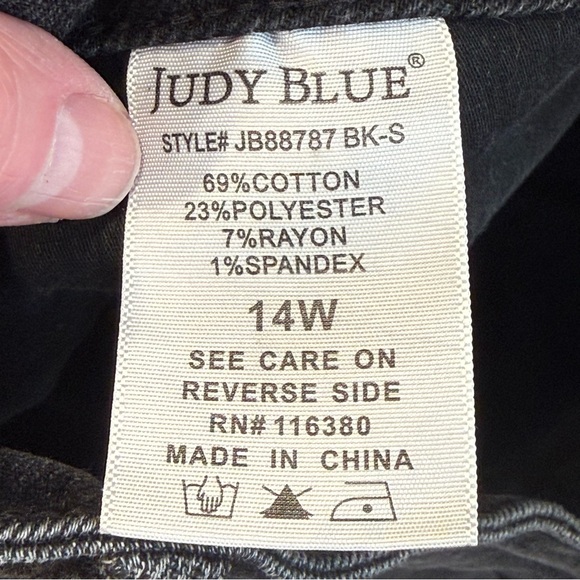 JUDY BLUE®
STYLE# JB88787 BK-S
69%COTTON
23%POLYESTER
7%RAYON
1%SPANDEX
14W
SEE CARE ON
REVERSE SIDE
RN# 116380
MADE IN CHINA